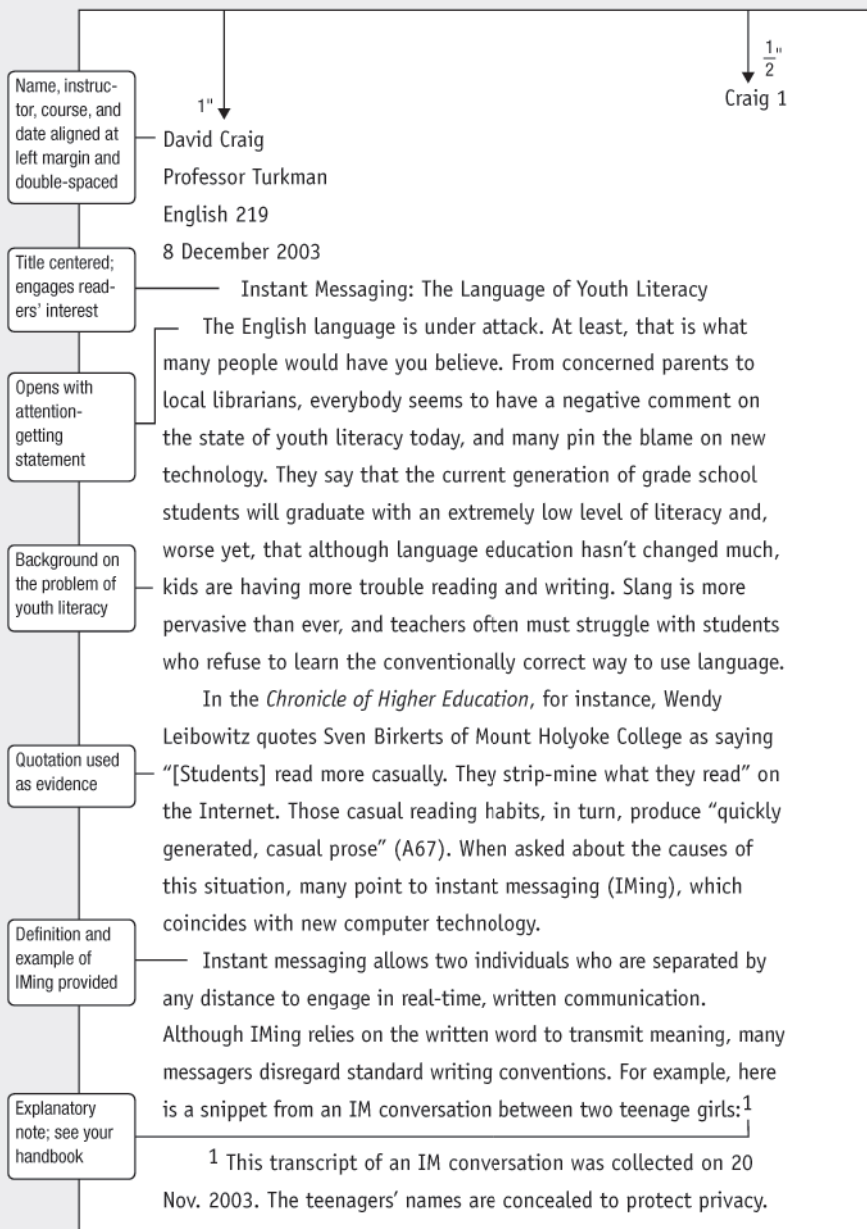 1"
1/2"
Craig 1
Name, instruc-
tor, course, and
date aligned at
left margin and
double-spaced
David Craig
Professor Turkman
English 219
8 December 2003
Title centered;
engages read-
ers' interest
Instant Messaging: The Language of Youth Literacy
Opens with
attention-
getting
statement
The English language is under attack. At least, that is what
many people would have you believe. From concerned parents to
local librarians, everybody seems to have a negative comment on
the state of youth literacy today, and many pin the blame on new
technology. They say that the current generation of grade school
students will graduate with an extremely low level of literacy and,
worse yet, that although language education hasn't changed much,
kids are having more trouble reading and writing. Slang is more
pervasive than ever, and teachers often must struggle with students
who refuse to learn the conventionally correct way to use language.
Background on
the problem of
youth literacy
In the Chronicle of Higher Education, for instance, Wendy
Leibowitz quotes Sven Birkerts of Mount Holyoke College as saying
“[Students] read more casually. They strip-mine what they read” on
the Internet. Those casual reading habits, in turn, produce “quickly
generated, casual prose” (A67). When asked about the causes of
this situation, many point to instant messaging (IMing), which
coincides with new computer technology.
Quotation used
as evidence
Definition and
example of
IMing provided
Instant messaging allows two individuals who are separated by
any distance to engage in real-time, written communication.
Although IMing relies on the written word to transmit meaning, many
messagers disregard standard writing conventions. For example, here
is a snippet from an IM conversation between two teenage girls:1
Explanatory
note; see your
handbook
1 This transcript of an IM conversation was collected on 20
Nov. 2003. The teenagers' names are concealed to protect privacy.